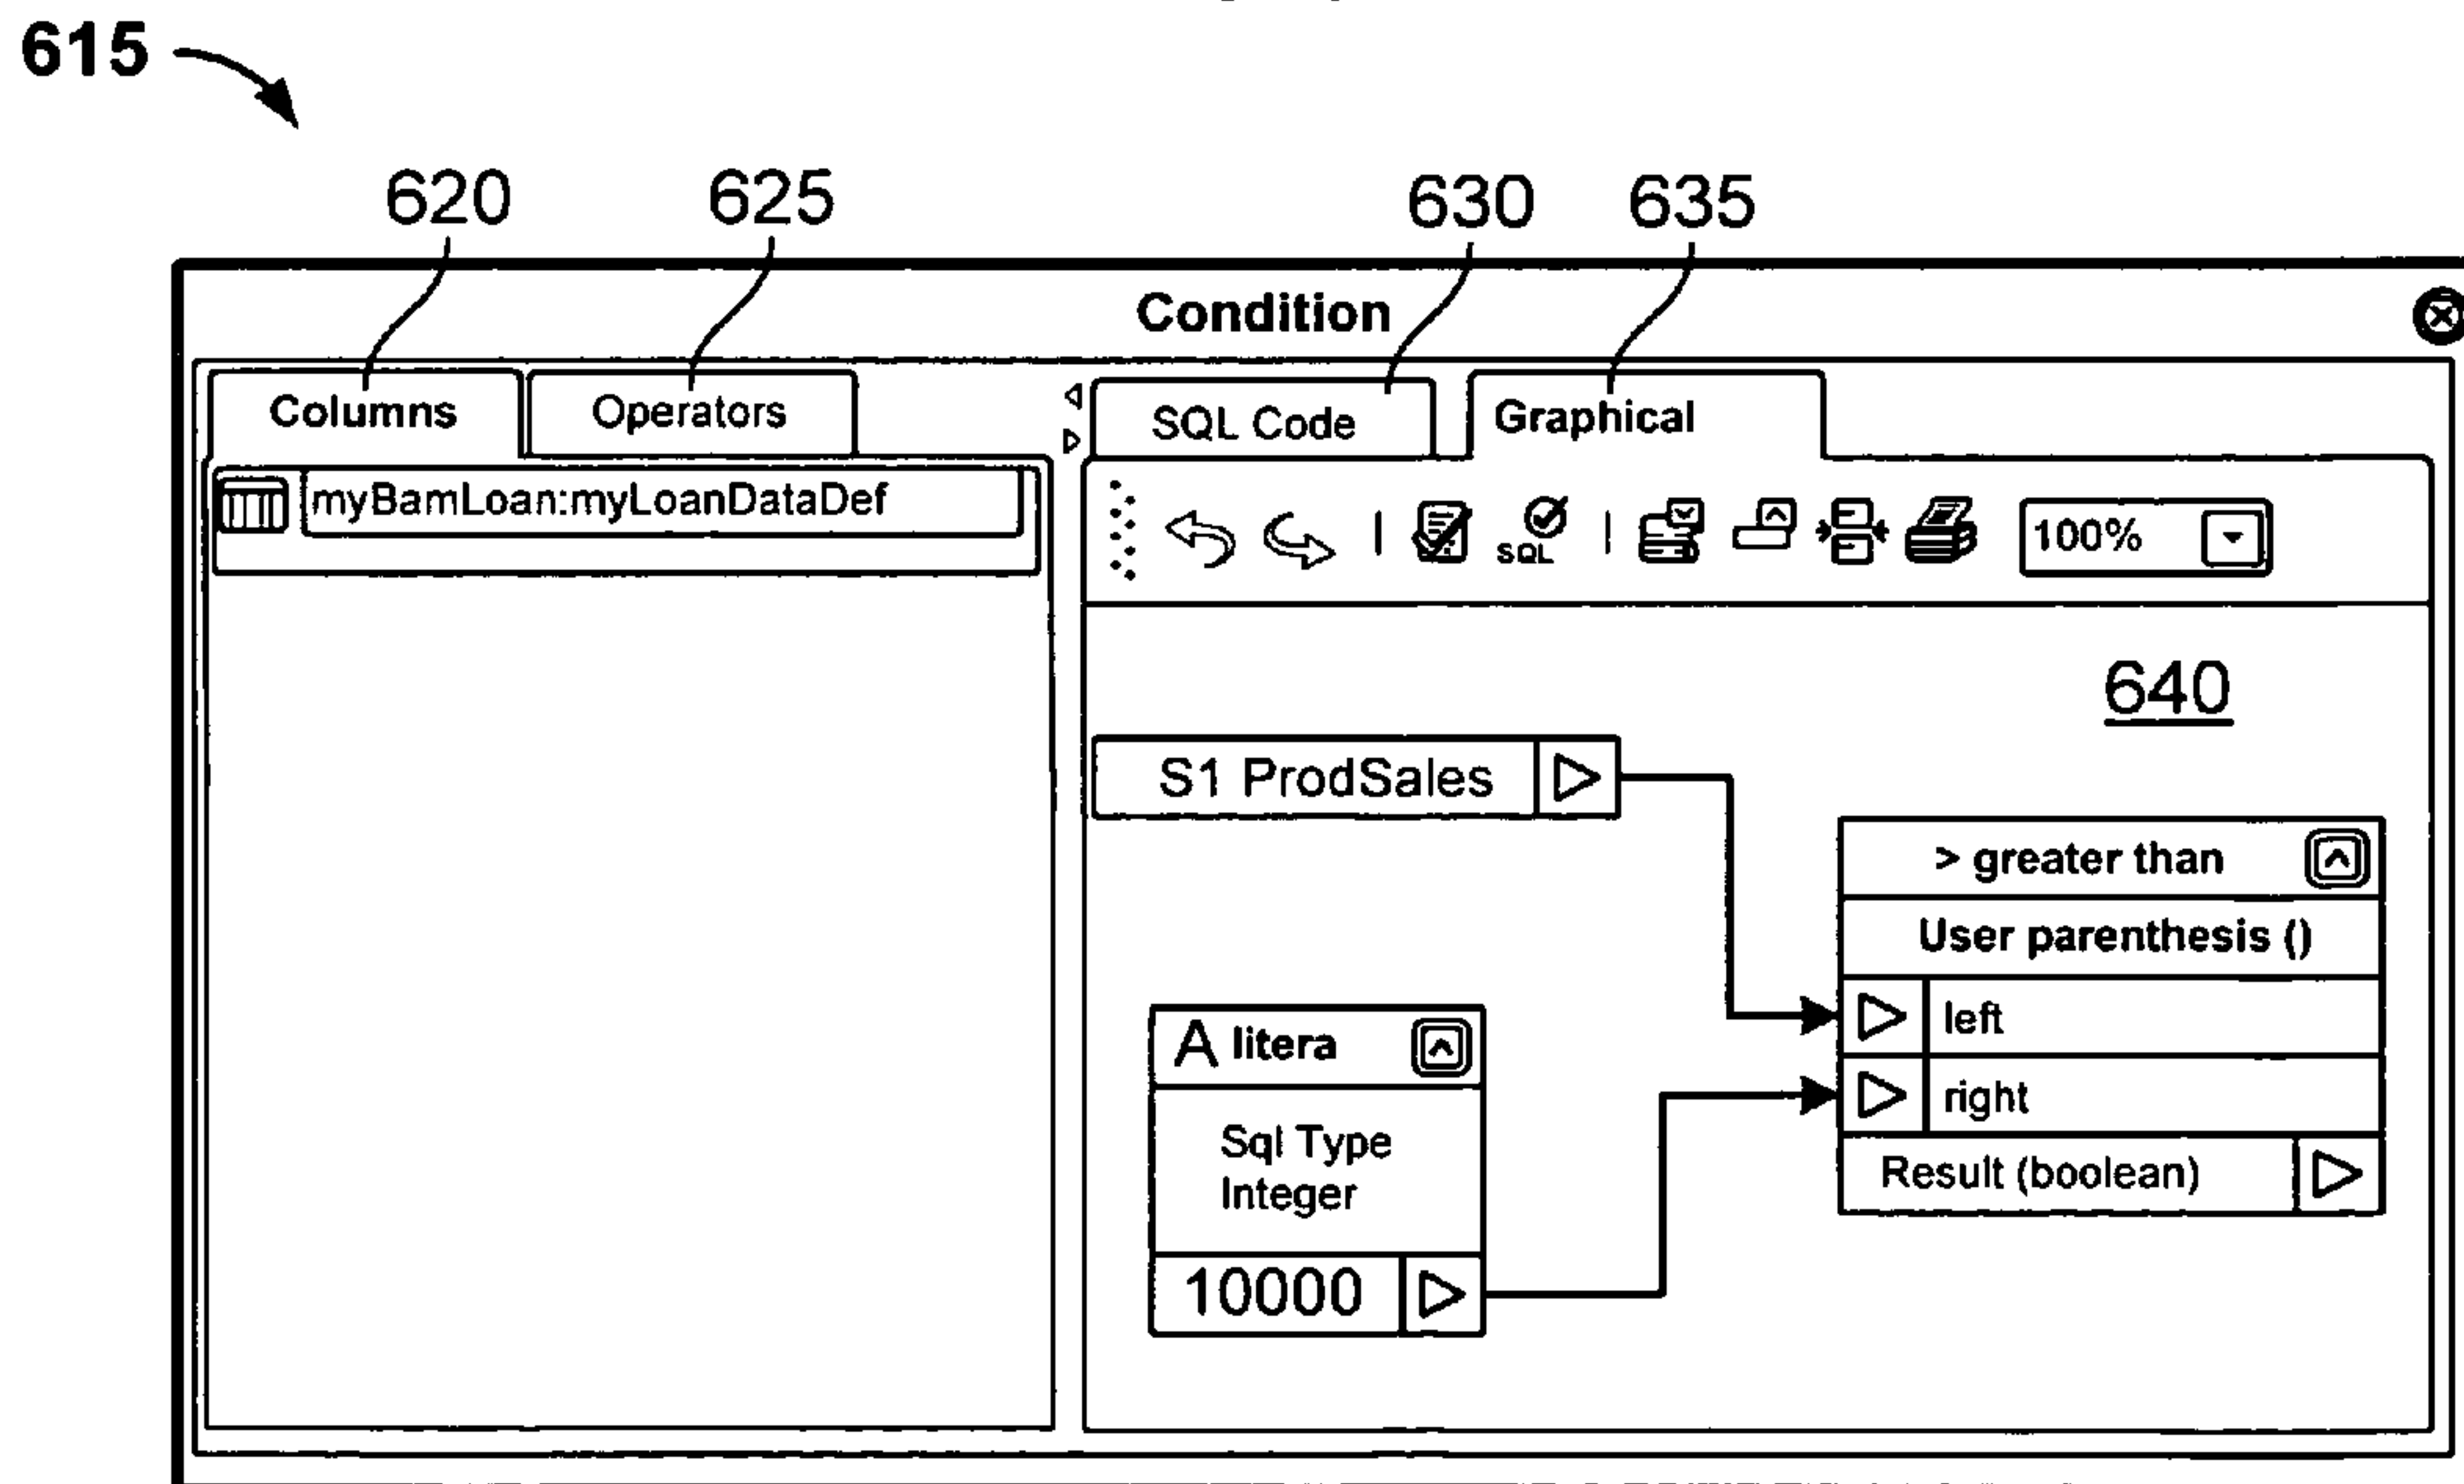 615
620 625 630 635
Condition
Columns Operators SQL Code Graphical
myBamLoan:myLoanDataDef
SQL
100%
640
S1 ProdSales
> greater than
User parenthesis ()
left
right
Result (boolean)
A litera
Sql Type
Integer
10000